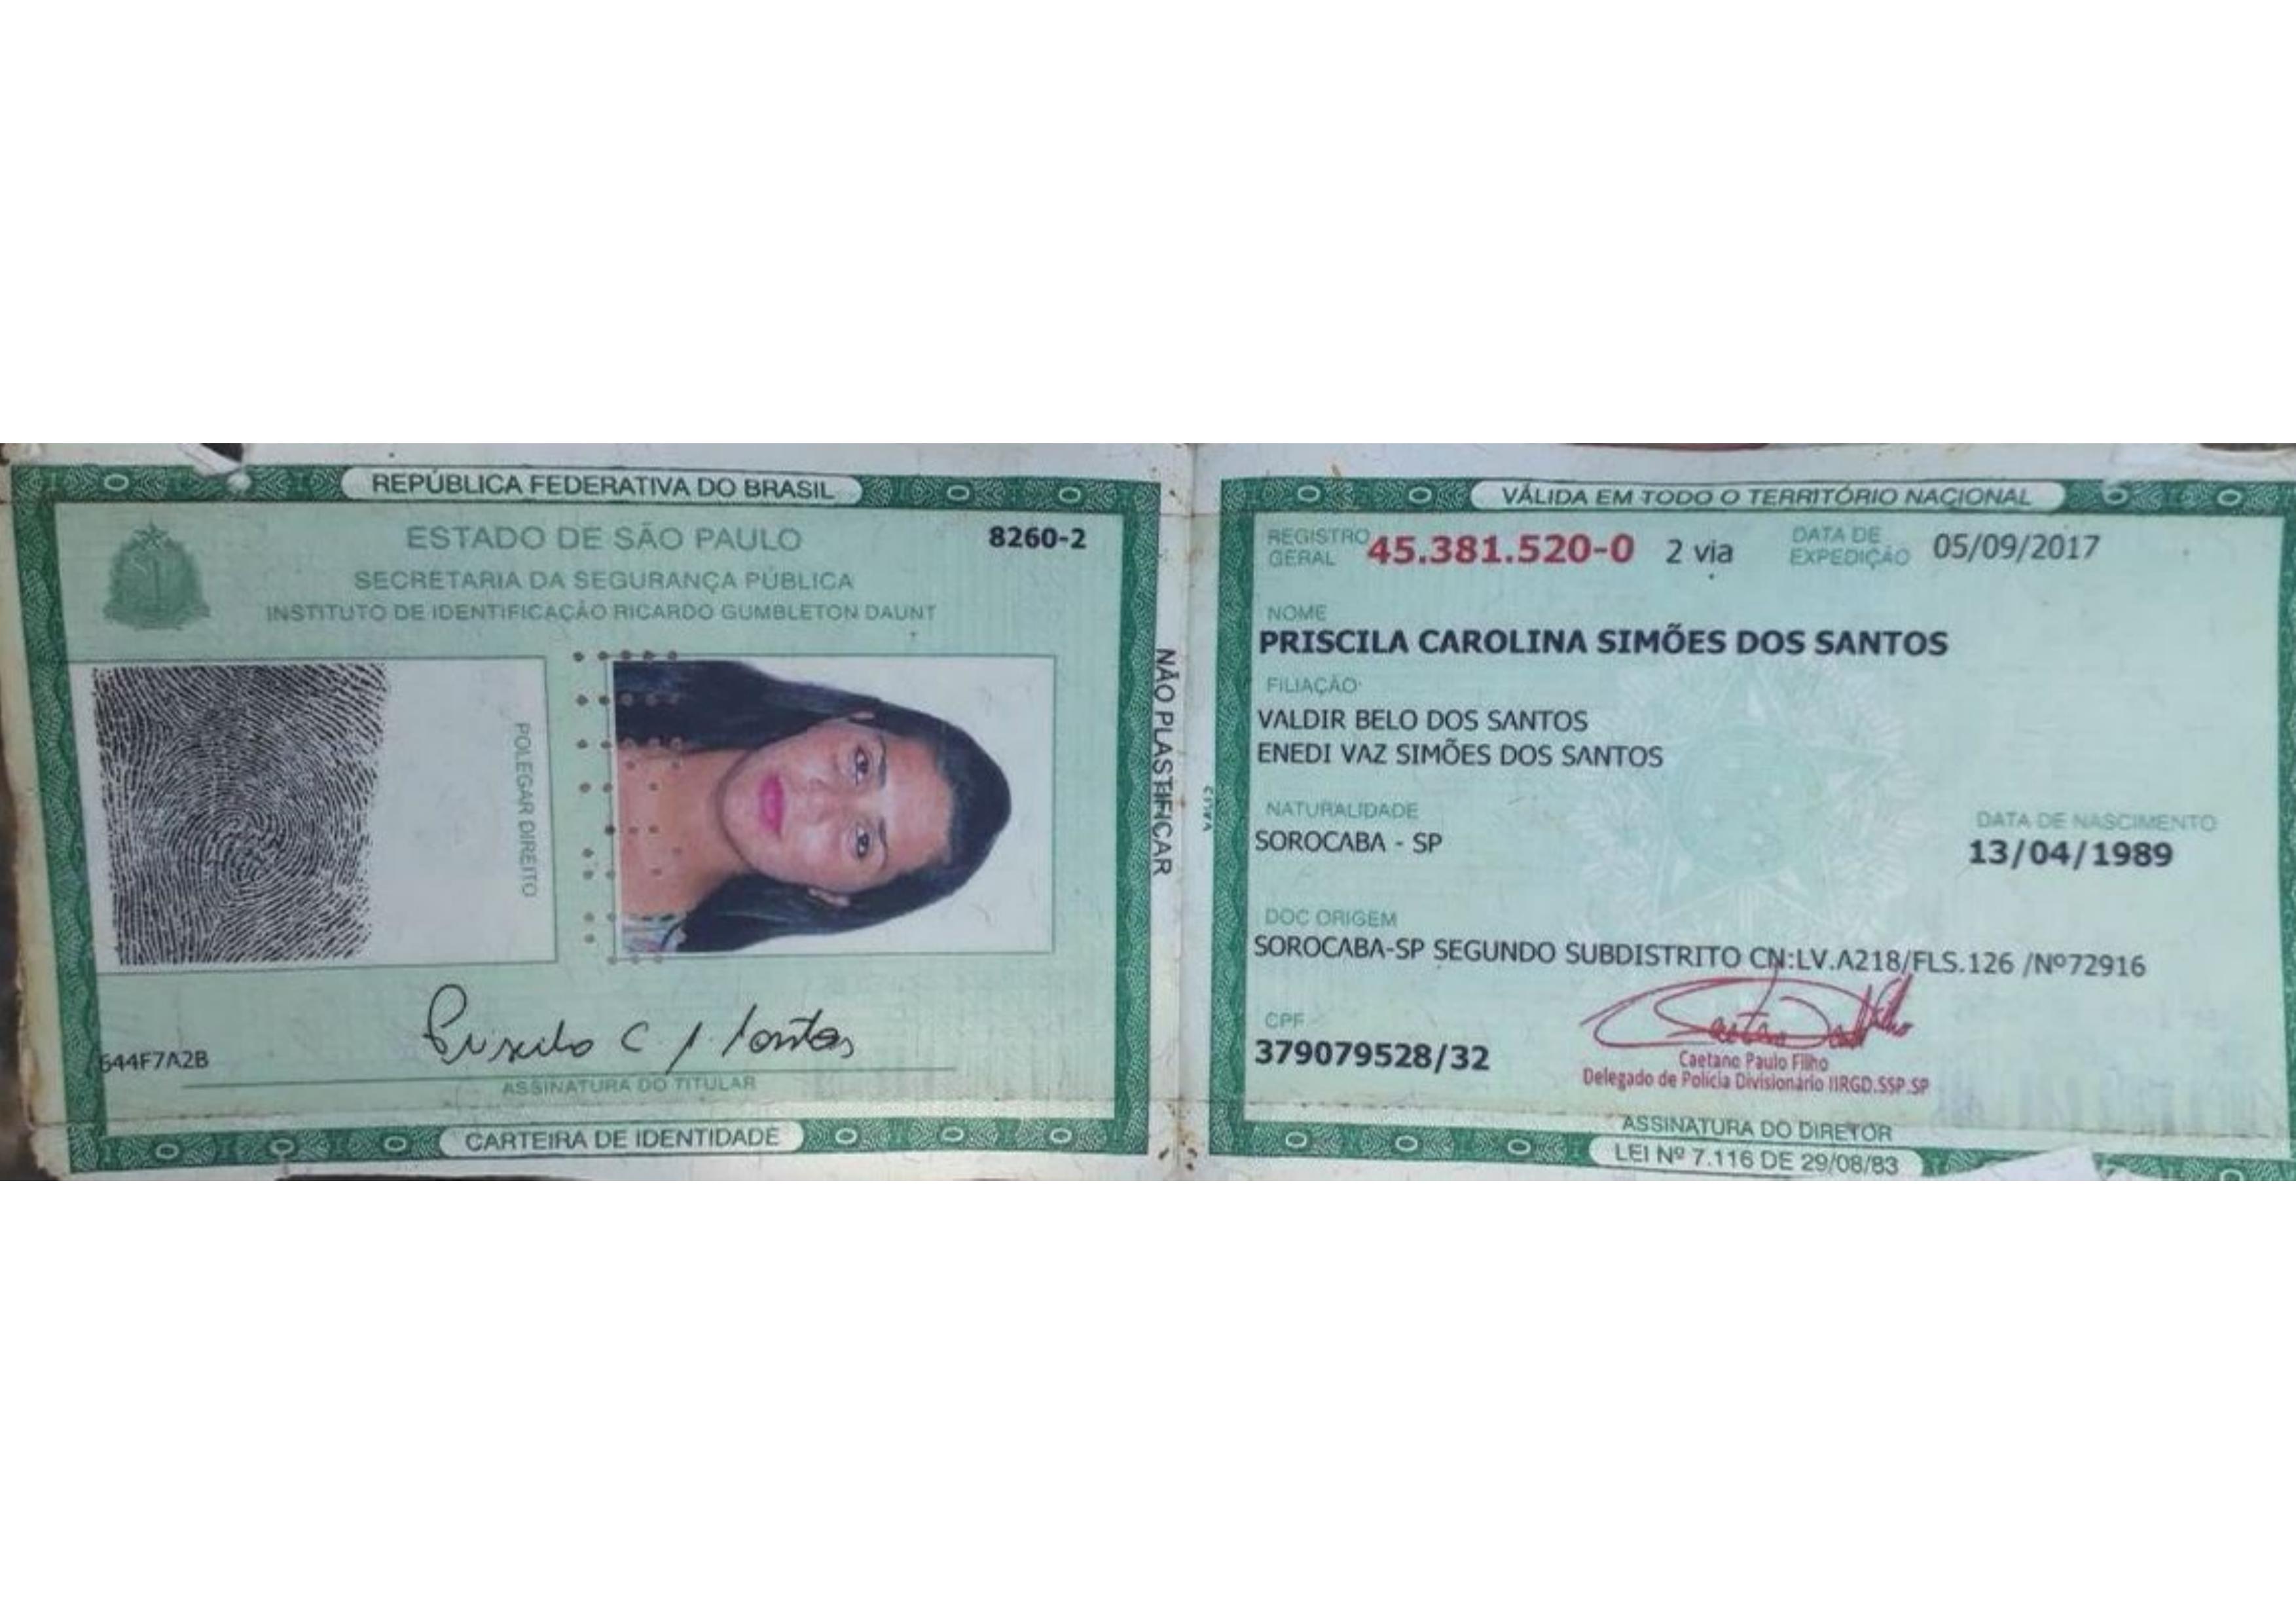 REPÚBLICA FEDERATIVA DO BRASIL
ESTADO DE SÃO PAULO
8260-2
SECRETARIA DA SEGURANÇA PÚBLICA
INSTITUTO DE IDENTIFICAÇÃO RICARDO GUMBLETON DAUNT
POLEGAR DIREITO
644F7A2B
ASSINATURA DO TITULAR
CARTEIRA DE IDENTIDADE
NÃO PLASTIFICAR
VÁLIDA EM TODO O TERRITÓRIO NACIONAL
REGISTRO GERAL 45.381.520-0 2 via DATA DE EXPEDIÇÃO 05/09/2017
NOME
PRISCILA CAROLINA SIMÕES DOS SANTOS
FILIAÇÃO
VALDIR BELO DOS SANTOS
ENEDI VAZ SIMÕES DOS SANTOS
NATURALIDADE
SOROCABA - SP
DATA DE NASCIMENTO
13/04/1989
DOC ORIGEM
SOROCABA-SP SEGUNDO SUBDISTRITO CN:LV.A218/FLS.126 /Nº72916
CPF
379079528/32
Caetano Paulo Filho
Delegado de Polícia Divisionário IIRGD.SSP.SP
ASSINATURA DO DIRETOR
LEI Nº 7.116 DE 29/08/83